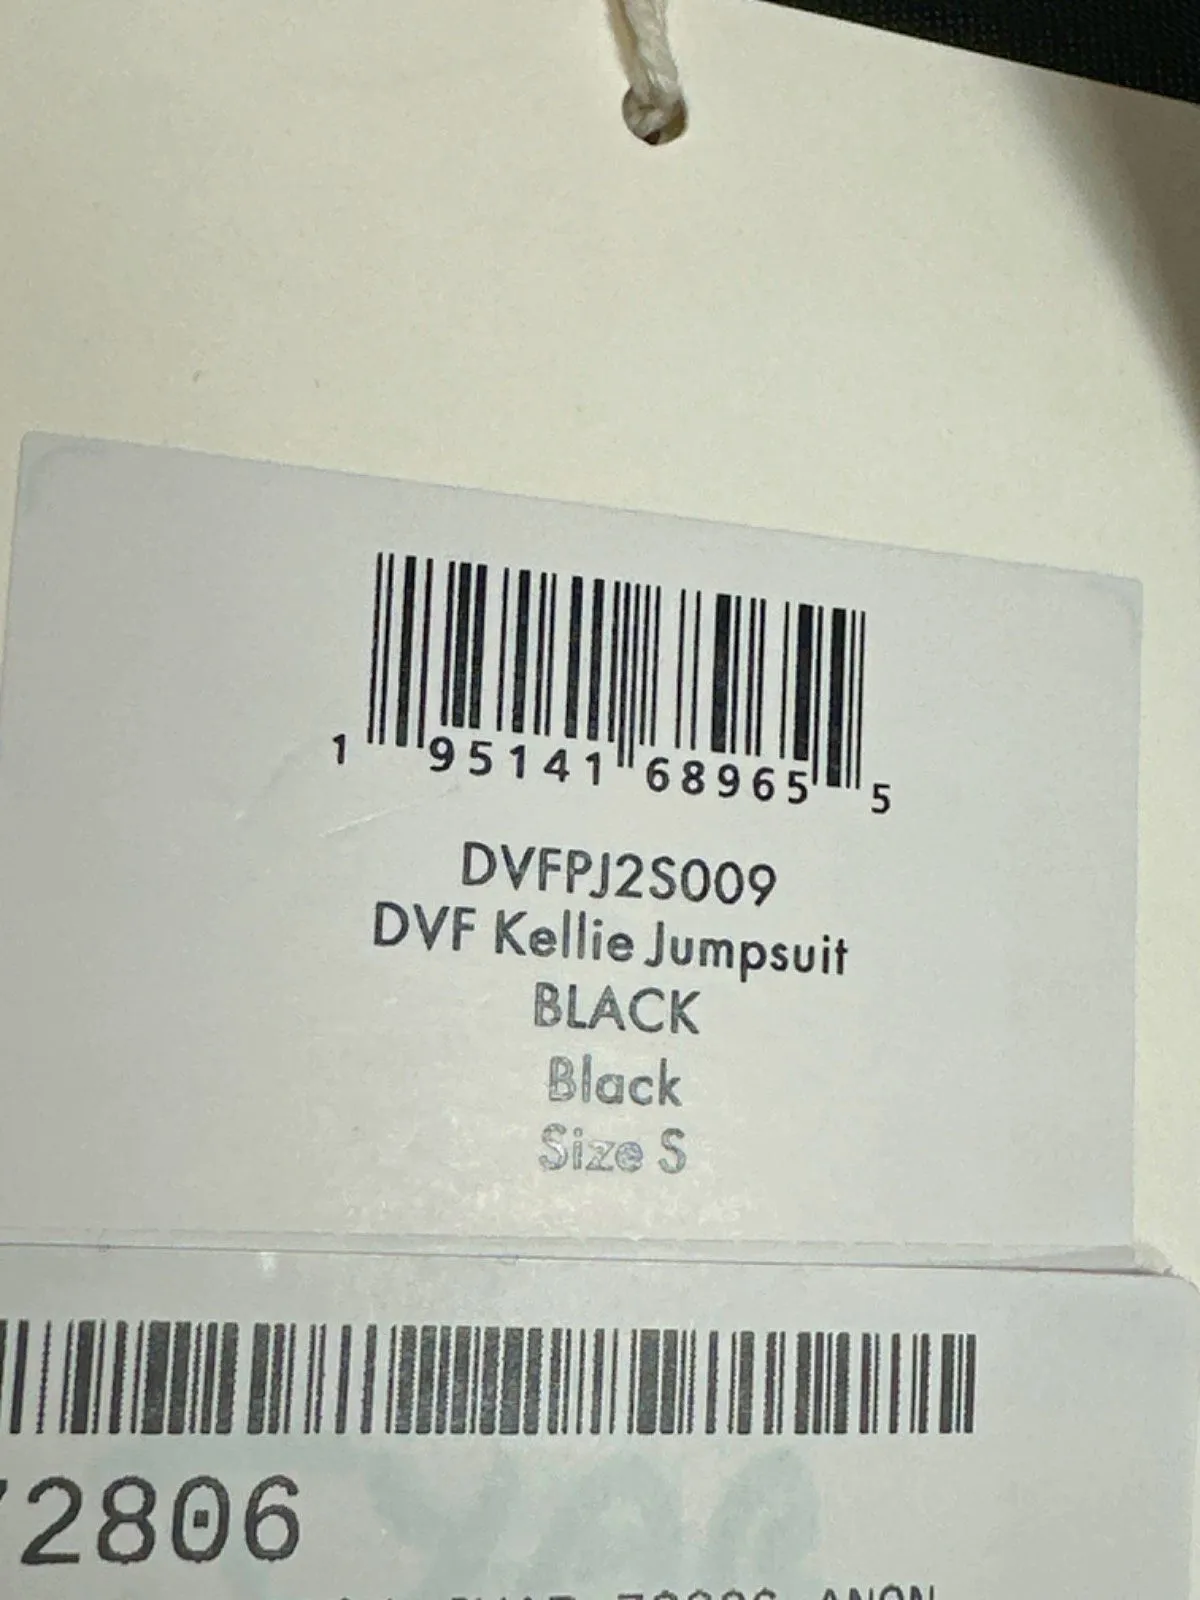 1 95141 68965 5
DVFPJ2S009
DVF Kellie Jumpsuit
BLACK
Black
Size S
2806